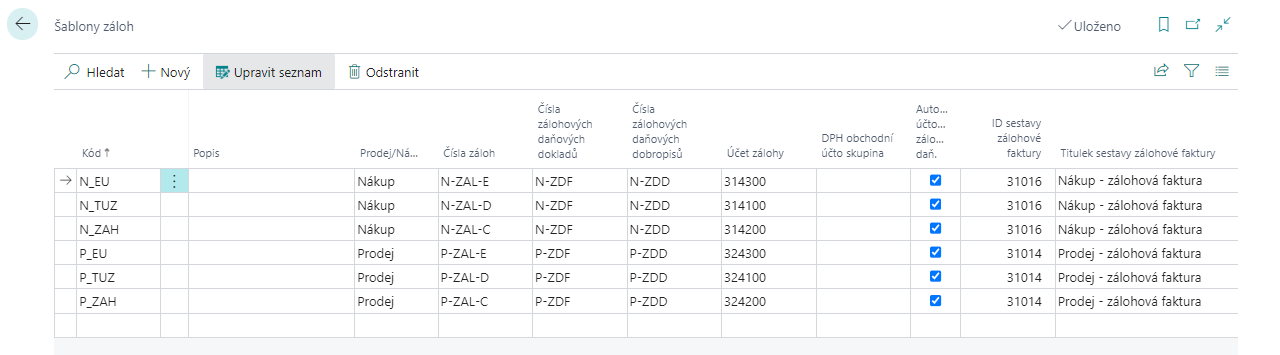 Šablony záloh
Uloženo
Hledat Nový Upravit seznam Odstranit
Kód ↑ Popis Prodej/Ná... Čísla záloh Čísla zálohových daňových dokladů Čísla zálohových daňových dobropisů Účet zálohy DPH obchodní účto skupina Auto... účto... zálo... daň. ID sestavy zálohové faktury Titulek sestavy zálohové faktury
N_EU Nákup N-ZAL-E N-ZDF N-ZDD 314300 31016 Nákup - zálohová faktura
N_TUZ Nákup N-ZAL-D N-ZDF N-ZDD 314100 31016 Nákup - zálohová faktura
N_ZAH Nákup N-ZAL-C N-ZDF N-ZDD 314200 31016 Nákup - zálohová faktura
P_EU Prodej P-ZAL-E P-ZDF P-ZDD 324300 31014 Prodej - zálohová faktura
P_TUZ Prodej P-ZAL-D P-ZDF P-ZDD 324100 31014 Prodej - zálohová faktura
P_ZAH Prodej P-ZAL-C P-ZDF P-ZDD 324200 31014 Prodej - zálohová faktura